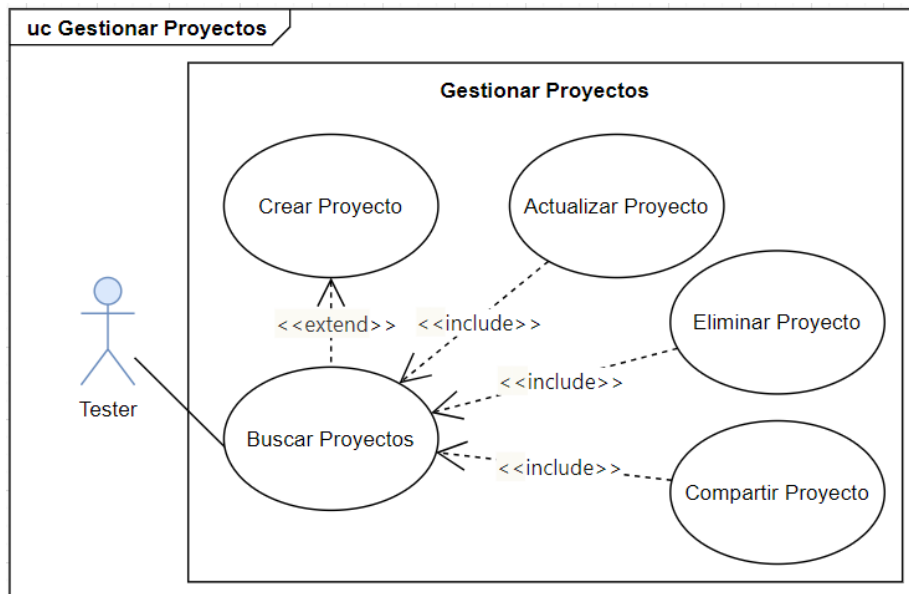 uc Gestionar Proyectos
Gestionar Proyectos
Crear Proyecto
Actualizar Proyecto
<<extend>>
<<include>>
Eliminar Proyecto
<<include>>
Tester
Buscar Proyectos
<<include>>
Compartir Proyecto